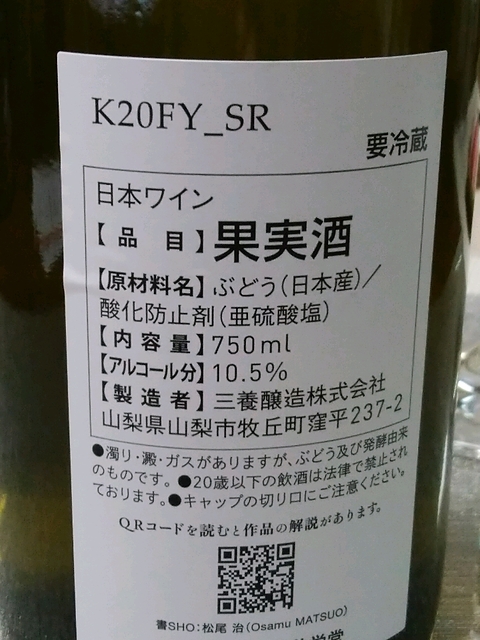 K20FY_SR
要冷蔵
日本ワイン
【品　目】果実酒
【原材料名】ぶどう(日本産)／
酸化防止剤(亜硫酸塩)
【内容量】750ml
【アルコール分】10.5%
【製造者】三養醸造株式会社
山梨県山梨市牧丘町窪平237-2
●濁り・澱・ガスがありますが、ぶどう及び発酵由来
のものです。●20歳以下の飲酒は法律で禁止され
ております。●キャップの切り口にご注意ください。
QRコードを読むと作品の解説があります。
書SHO：松尾 治(Osamu MATSUO)